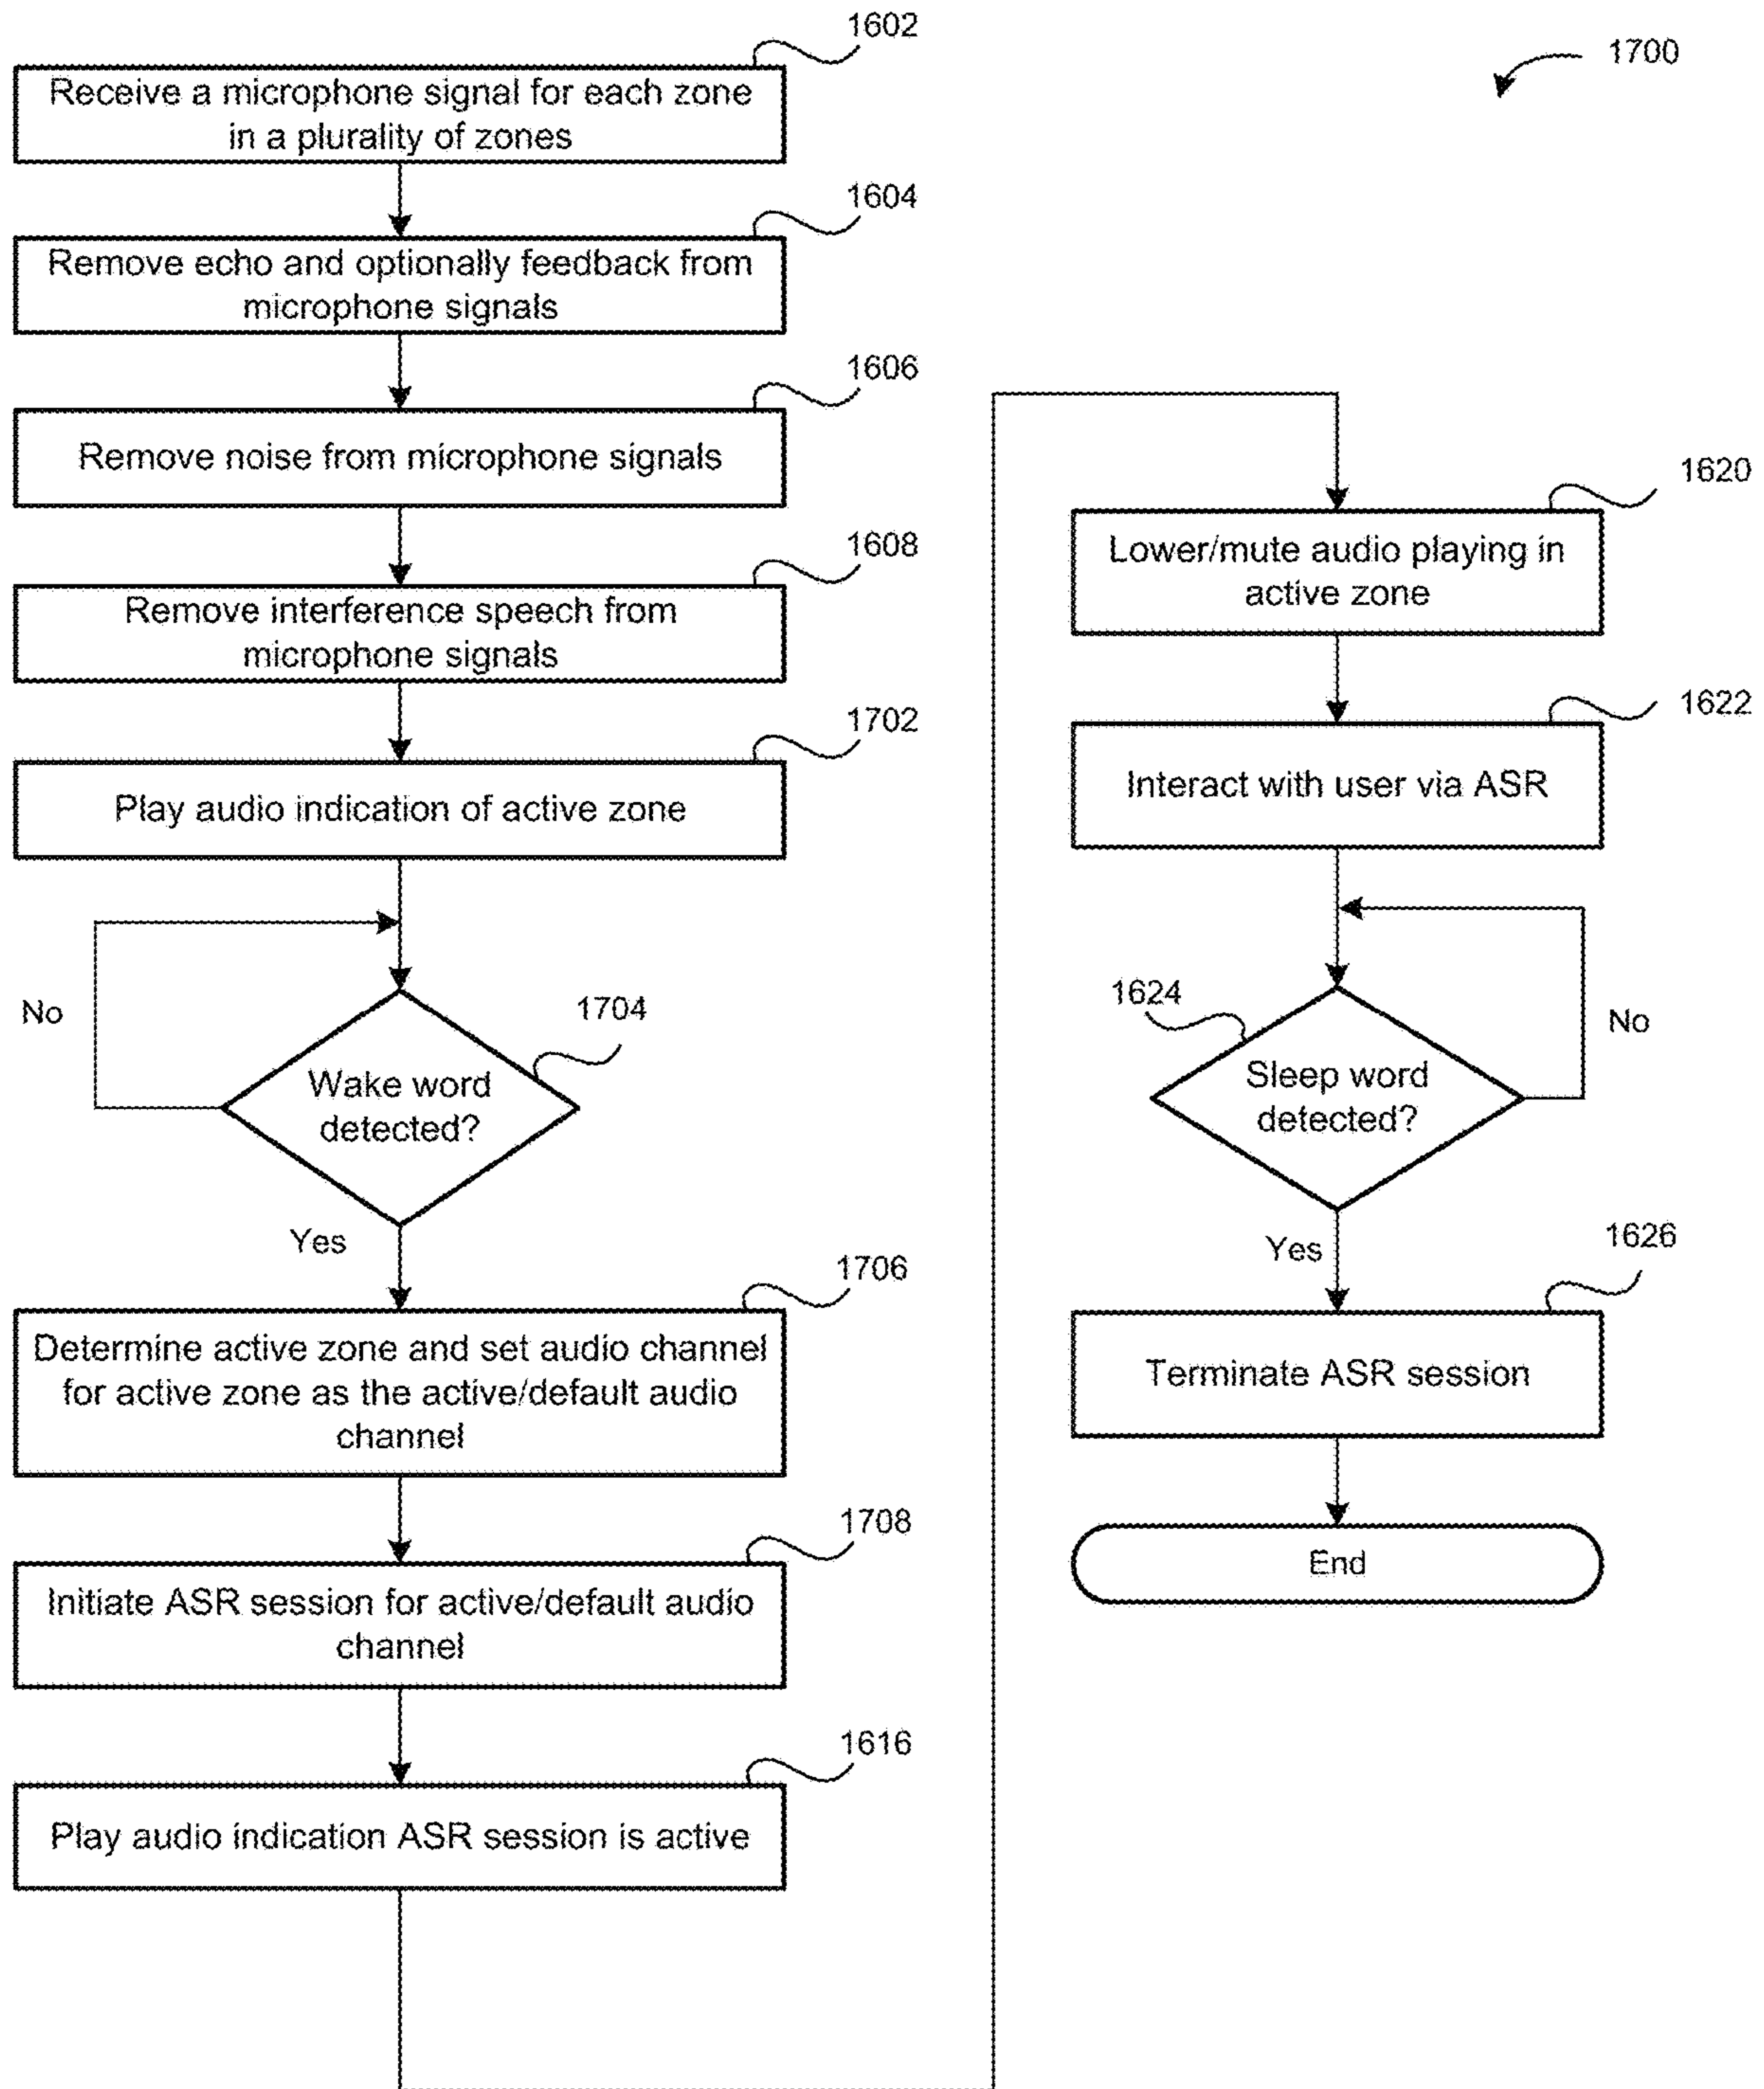 1602
Receive a microphone signal for each zone
in a plurality of zones
1604
Remove echo and optionally feedback from
microphone signals
1606
Remove noise from microphone signals
1608
Remove interference speech from
microphone signals
1702
Play audio indication of active zone
No
1704
Wake word
detected?
Yes
1706
Determine active zone and set audio channel
for active zone as the active/default audio
channel
1708
Initiate ASR session for active/default audio
channel
1616
Play audio indication ASR session is active
1700
1620
Lower/mute audio playing in
active zone
1622
Interact with user via ASR
1624
No
Sleep word
detected?
Yes
1626
Terminate ASR session
End